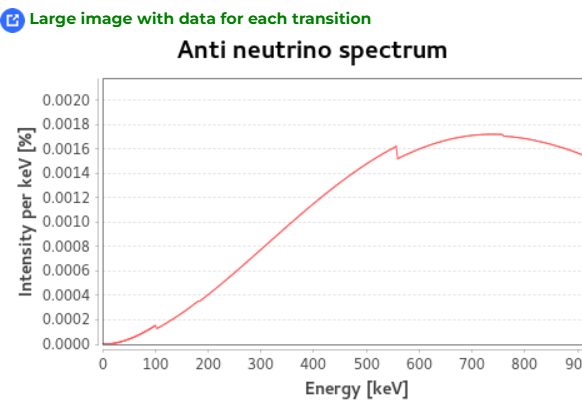 Large image with data for each transition
Anti neutrino spectrum
Intensity per keV [%]
0.0020
0.0018
0.0016
0.0014
0.0012
0.0010
0.0008
0.0006
0.0004
0.0002
0.0000
0 100 200 300 400 500 600 700 800 90
Energy [keV]